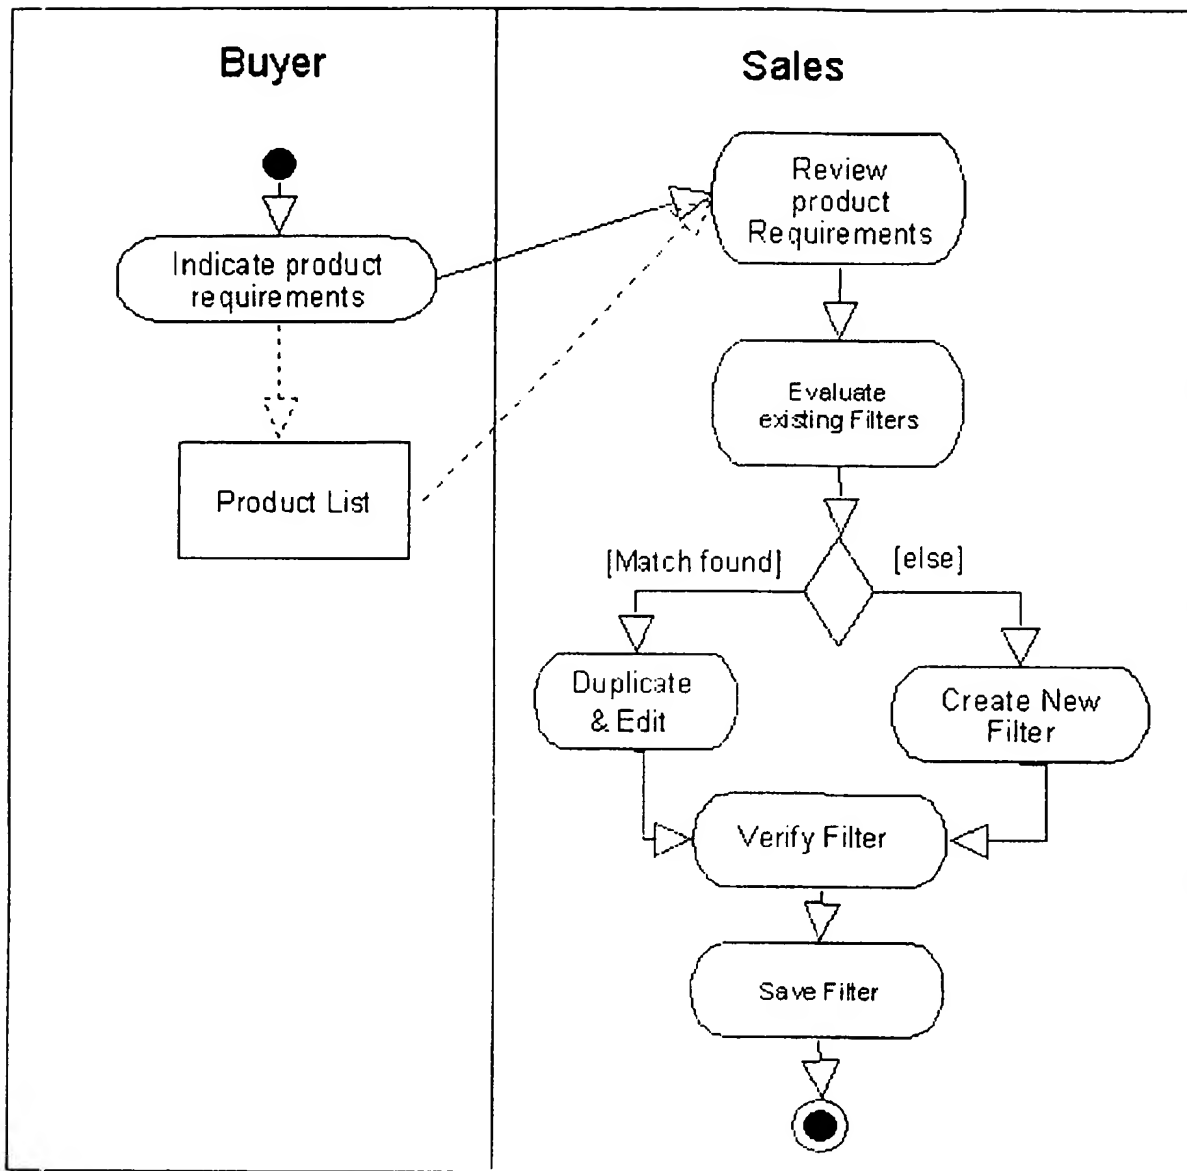 Buyer
Sales
Indicate product
requirements
Product List
Review
product
Requirements
Evaluate
existing Filters
[Match found]
[else]
Duplicate
& Edit
Create New
Filter
Verify Filter
Save Filter